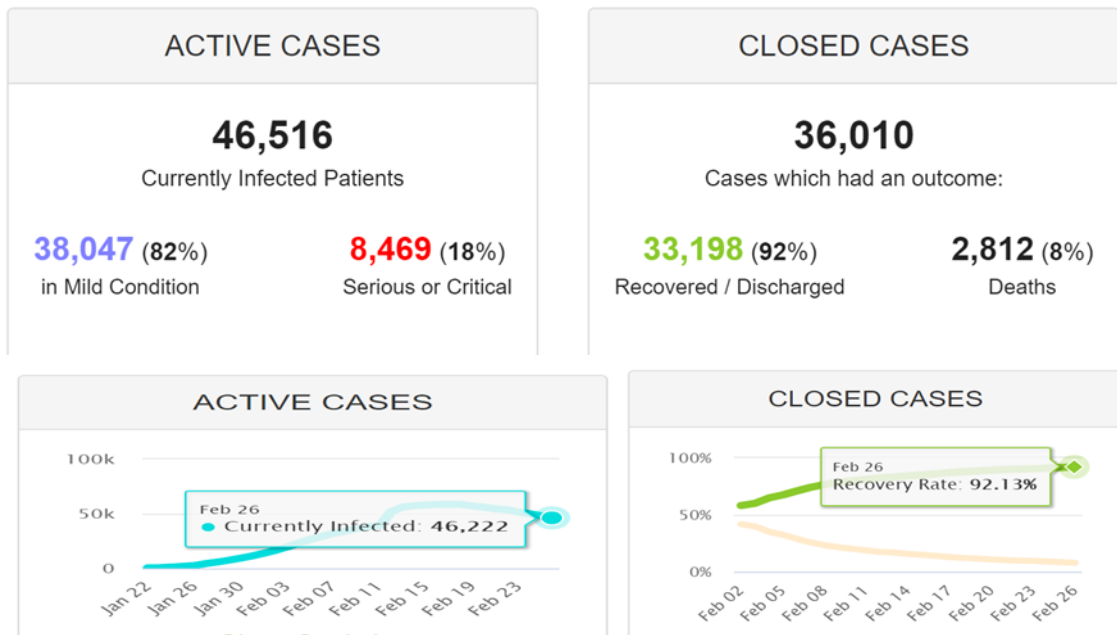 ACTIVE CASES
46,516
Currently Infected Patients
38,047 (82%)
in Mild Condition
8,469 (18%)
Serious or Critical
CLOSED CASES
36,010
Cases which had an outcome:
33,198 (92%)
Recovered / Discharged
2,812 (8%)
Deaths
ACTIVE CASES
100k
50k
0
Feb 26
Currently Infected: 46,222
Jan 22
Jan 26
Jan 30
Feb 03
Feb 07
Feb 11
Feb 15
Feb 19
Feb 23
CLOSED CASES
100%
50%
0%
Feb 26
Recovery Rate: 92.13%
Feb 02
Feb 05
Feb 08
Feb 11
Feb 14
Feb 17
Feb 20
Feb 23
Feb 26